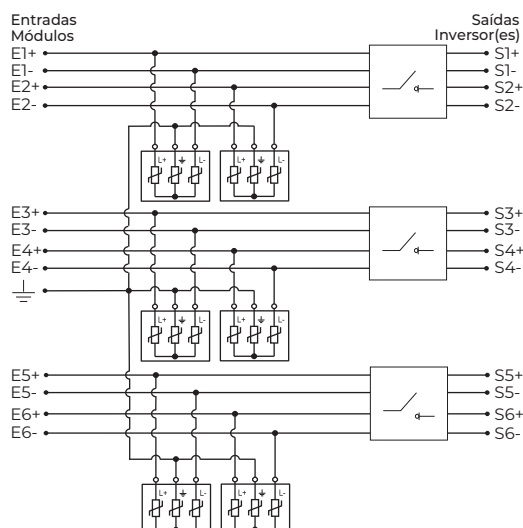 Entradas
Módulos
Saídas
Inversor(es)
E1+ S1+
E1- S1-
E2+ S2+
E2- S2-
L+ L- L+ L-
E3+ S3+
E3- S3-
E4+ S4+
E4- S4-
L+ L- L+ L-
E5+ S5+
E5- S5-
E6+ S6+
E6- S6-
L+ L- L+ L-